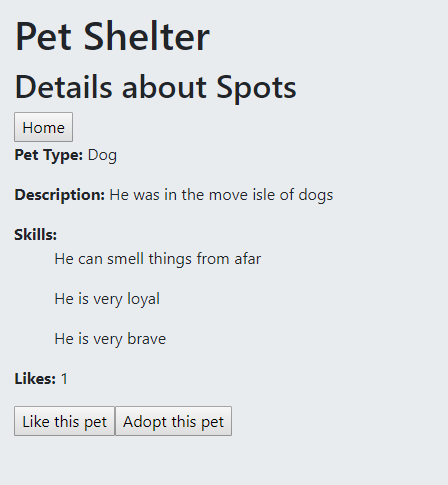 Pet Shelter
Details about Spots
Home
Pet Type: Dog
Description: He was in the move isle of dogs
Skills:
He can smell things from afar
He is very loyal
He is very brave
Likes: 1
Like this pet Adopt this pet